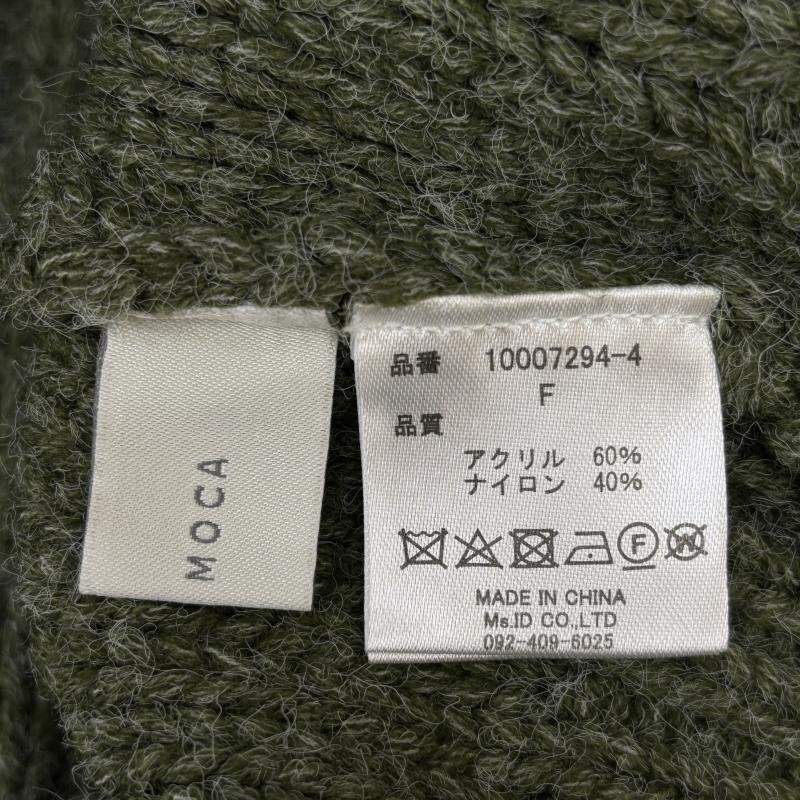 MOCA
品番 10007294-4
F
品質
アクリル 60%
ナイロン 40%
F W
MADE IN CHINA
Ms.ID CO.,LTD
092-409-6025